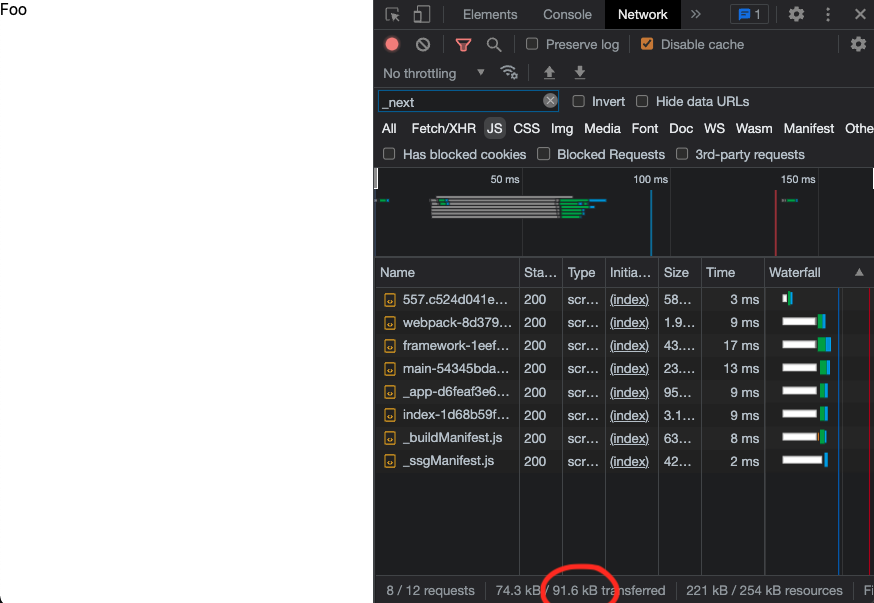 Foo
Elements Console Network 1
Preserve log Disable cache
No throttling
_next Invert Hide data URLs
All Fetch/XHR JS CSS Img Media Font Doc WS Wasm Manifest Othe
Has blocked cookies Blocked Requests 3rd-party requests
50 ms 100 ms 150 ms
Name Sta... Type Initia... Size Time Waterfall
557.c524d041e... 200 scr... (index) 58... 3 ms
webpack-8d379... 200 scr... (index) 1.9... 9 ms
framework-1eef... 200 scr... (index) 43.... 17 ms
main-54345bda... 200 scr... (index) 23.... 13 ms
_app-d6feaf3e6... 200 scr... (index) 95... 9 ms
index-1d68b59f... 200 scr... (index) 3.1... 9 ms
_buildManifest.js 200 scr... (index) 63... 8 ms
_ssgManifest.js 200 scr... (index) 42... 2 ms
8 / 12 requests 74.3 kB / 91.6 kB transferred 221 kB / 254 kB resources Fi